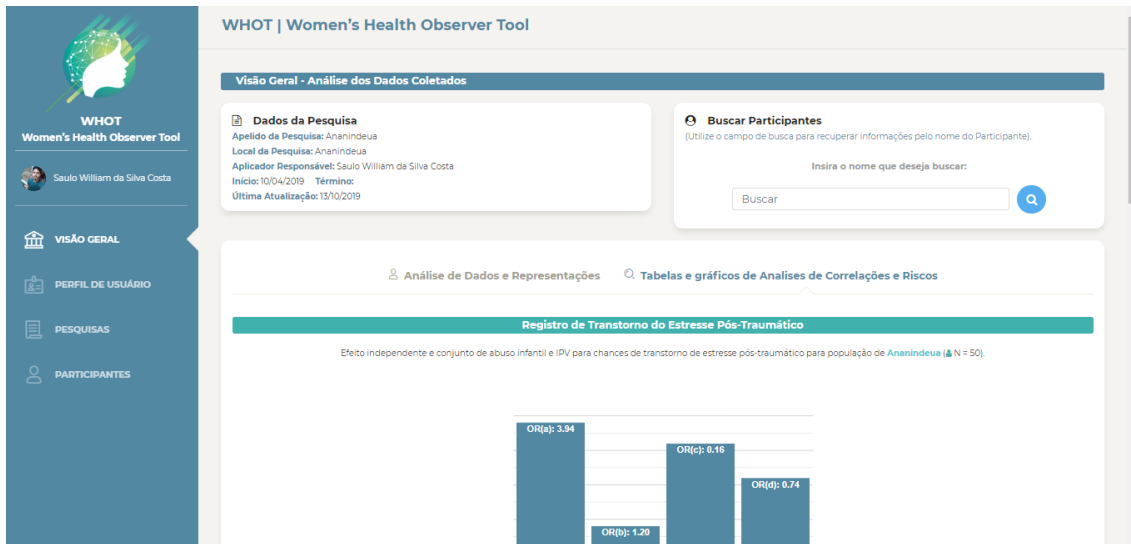 WHOT
Women's Health Observer Tool
Saulo William da Silva Costa
VISÃO GERAL
PERFIL DE USUÁRIO
PESQUISAS
PARTICIPANTES
WHOT | Women's Health Observer Tool
Visão Geral - Análise dos Dados Coletados
Dados da Pesquisa
Apelido da Pesquisa: Ananindeua
Local da Pesquisa: Ananindeua
Aplicador Responsável: Saulo William da Silva Costa
Início: 10/04/2019 Término:
Última Atualização: 13/10/2019
Buscar Participantes
(Utilize o campo de busca para recuperar informações pelo nome do Participante).
Insira o nome que deseja buscar:
Buscar
Análise de Dados e Representações
Tabelas e gráficos de Analises de Correlações e Riscos
Registro de Transtorno do Estresse Pós-Traumático
Efeito independente e conjunto de abuso infantil e IPV para chances de transtorno de estresse pós-traumático para população de Ananindeua (N = 50).
OR(a): 3.94
OR(b): 1.20
OR(c): 0.16
OR(d): 0.74